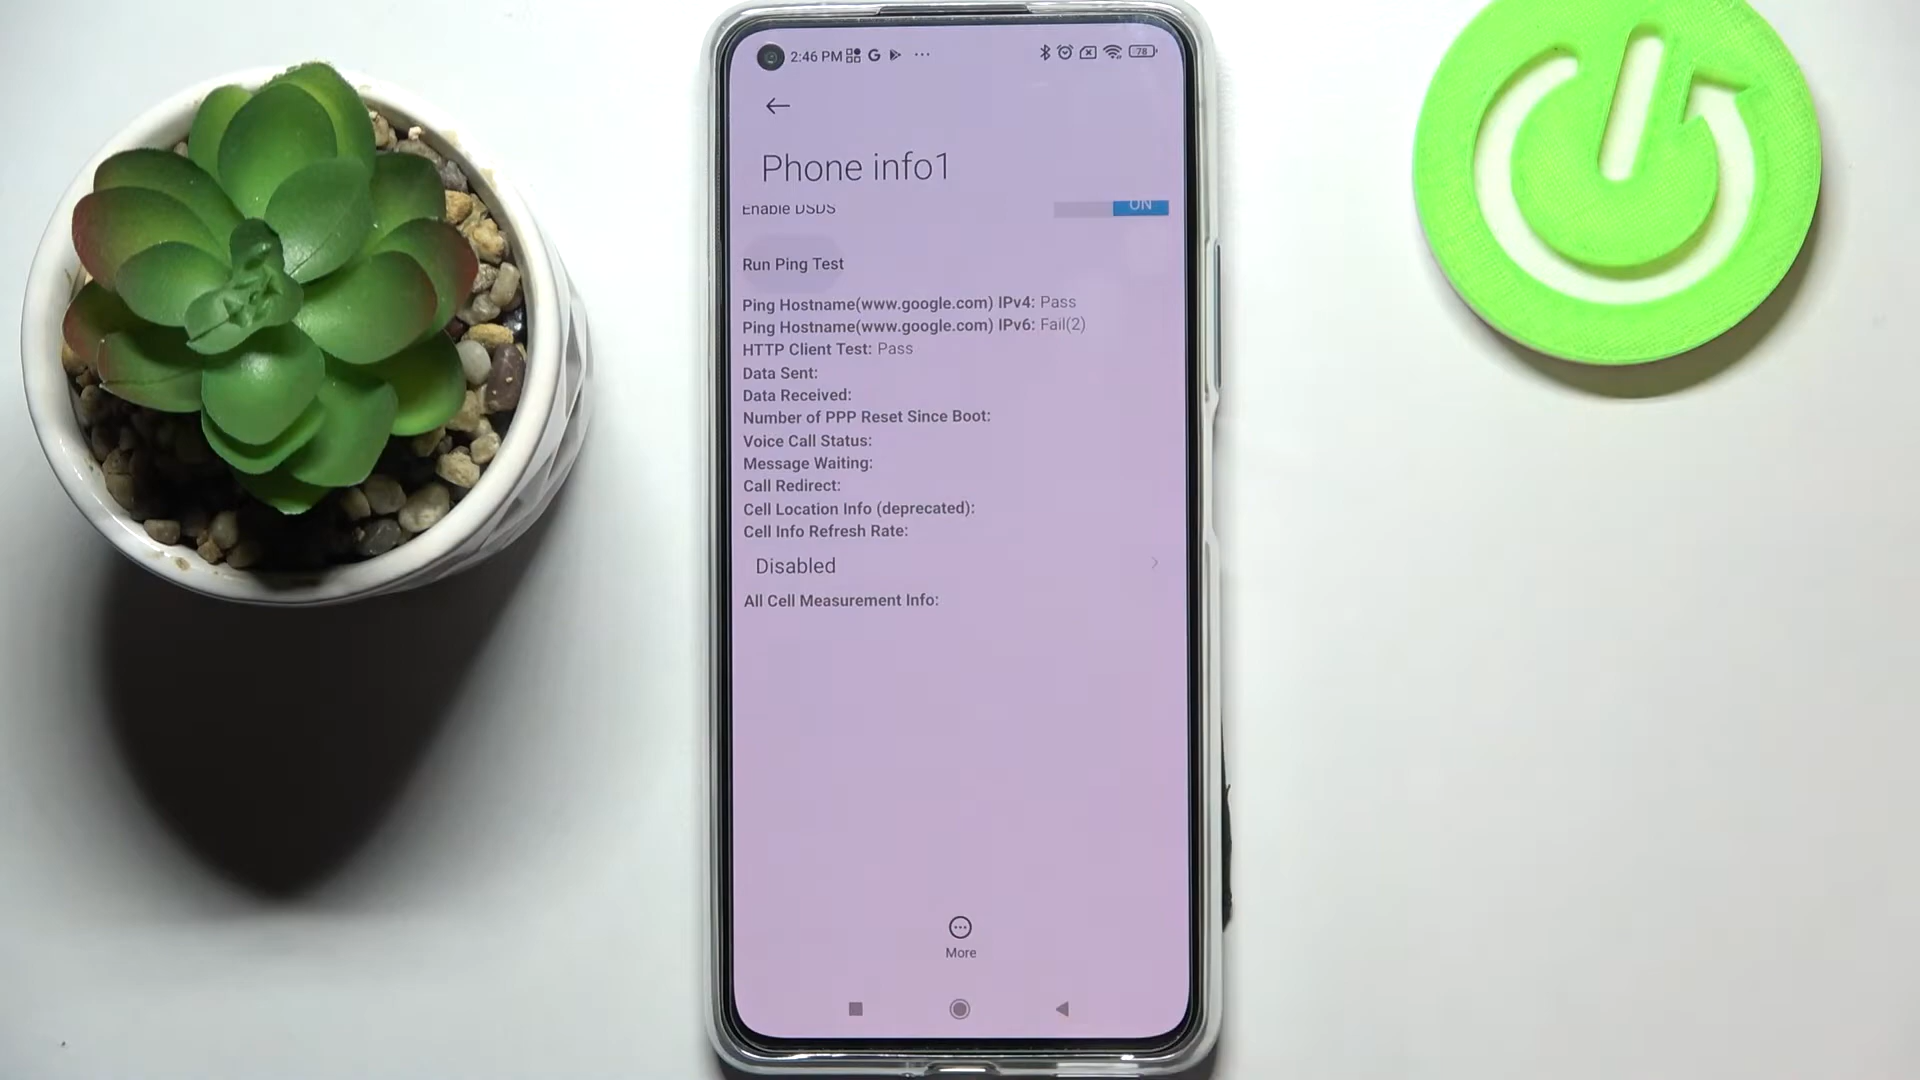 2:46 PM
78
Phone info1
Enable DSDS
ON
Run Ping Test
Ping Hostname(www.google.com) IPv4: Pass
Ping Hostname(www.google.com) IPv6: Fail(2)
HTTP Client Test: Pass
Data Sent:
Data Received:
Number of PPP Reset Since Boot:
Voice Call Status:
Message Waiting:
Call Redirect:
Cell Location Info (deprecated):
Cell Info Refresh Rate:
Disabled
All Cell Measurement Info:
More